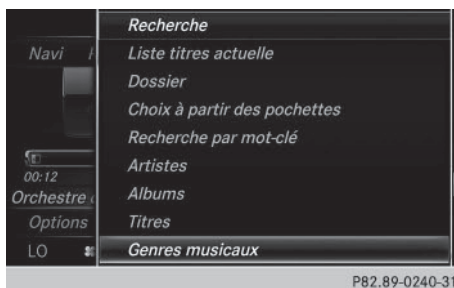 Recherche
Navi
Liste titres actuelle
Dossier
Choix à partir des pochettes
Recherche par mot-clé
Artistes
00:12
Albums
Orchestre
Options
Titres
LO
Genres musicaux
P82.89-0240-31